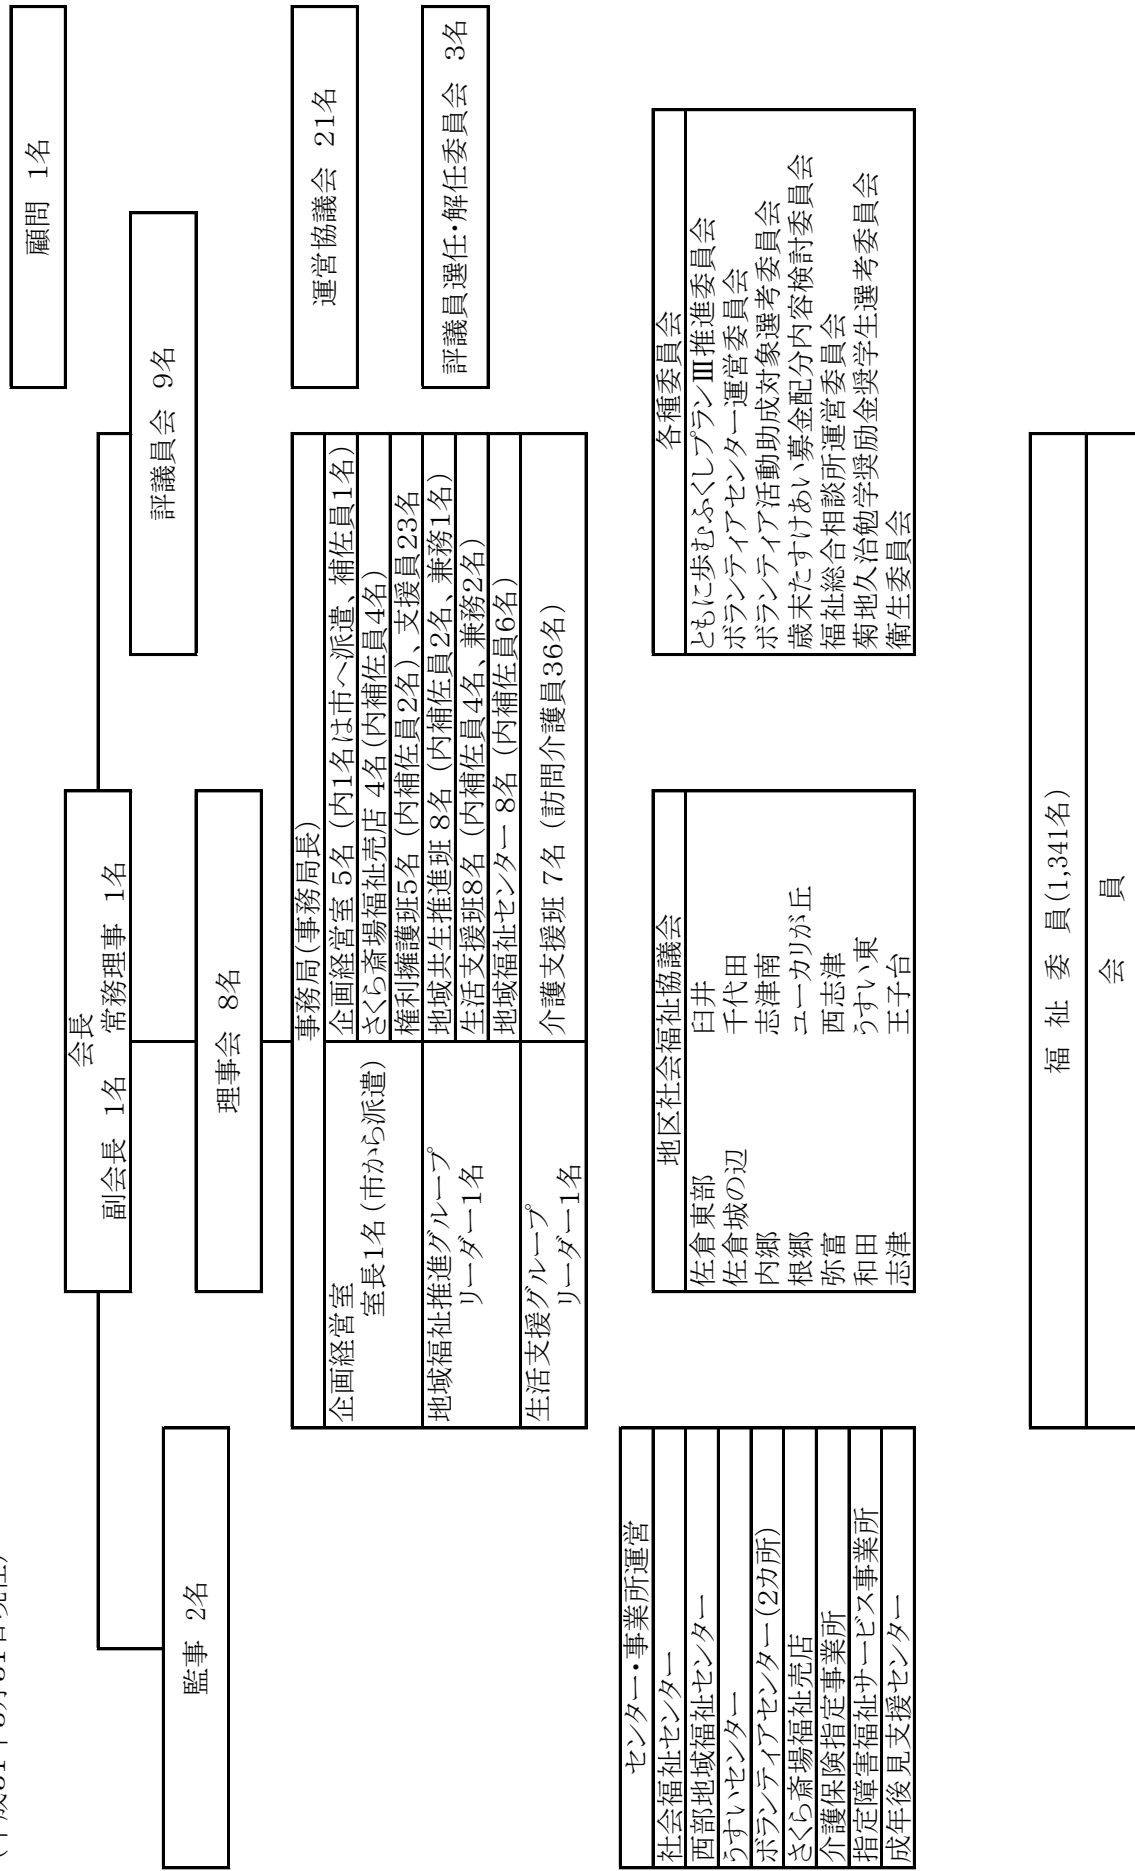 (平成31年3月31日現在)
顧問 1名
会長
副会長 1名 常務理事 1名
評議員会 9名
監事 2名
理事会 8名
運営協議会 21名
評議員選任・解任委員会 3名
事務局(事務局長)
企画経営室
室長1名(市から派遣)
企画経営室 5名 (内1名は市へ派遣、補佐員1名)
さくら斎場福祉売店 4名(内補佐員4名)
権利擁護班5名 (内補佐員2名)、支援員23名
地域福祉推進グループ
リーダー1名
地域共生推進班 8名 (内補佐員2名、兼務1名)
生活支援班8名 (内補佐員4名、兼務2名)
地域福祉センター 8名 (内補佐員6名)
生活支援グループ
リーダー1名
介護支援班 7名 (訪問介護員36名)
センター・事業所運営
社会福祉センター
西部地域福祉センター
うすいセンター
ボランティアセンター(2カ所)
さくら斎場福祉売店
介護保険指定事業所
指定障害福祉サービス事業所
成年後見支援センター
地区社会福祉協議会
佐倉東部 臼井
佐倉城の辺 千代田
内郷 志津南
根郷 ユーカリが丘
弥富 西志津
和田 うすい東
志津 王子台
各種委員会
ともに歩むふくしプランⅢ推進委員会
ボランティアセンター運営委員会
ボランティア活動助成対象選考委員会
歳末たすけあい募金配分内容検討委員会
福祉総合相談所運営委員会
菊地久治勉学奨励金奨学生選考委員会
衛生委員会
福 祉 委 員(1,341名)
会 員